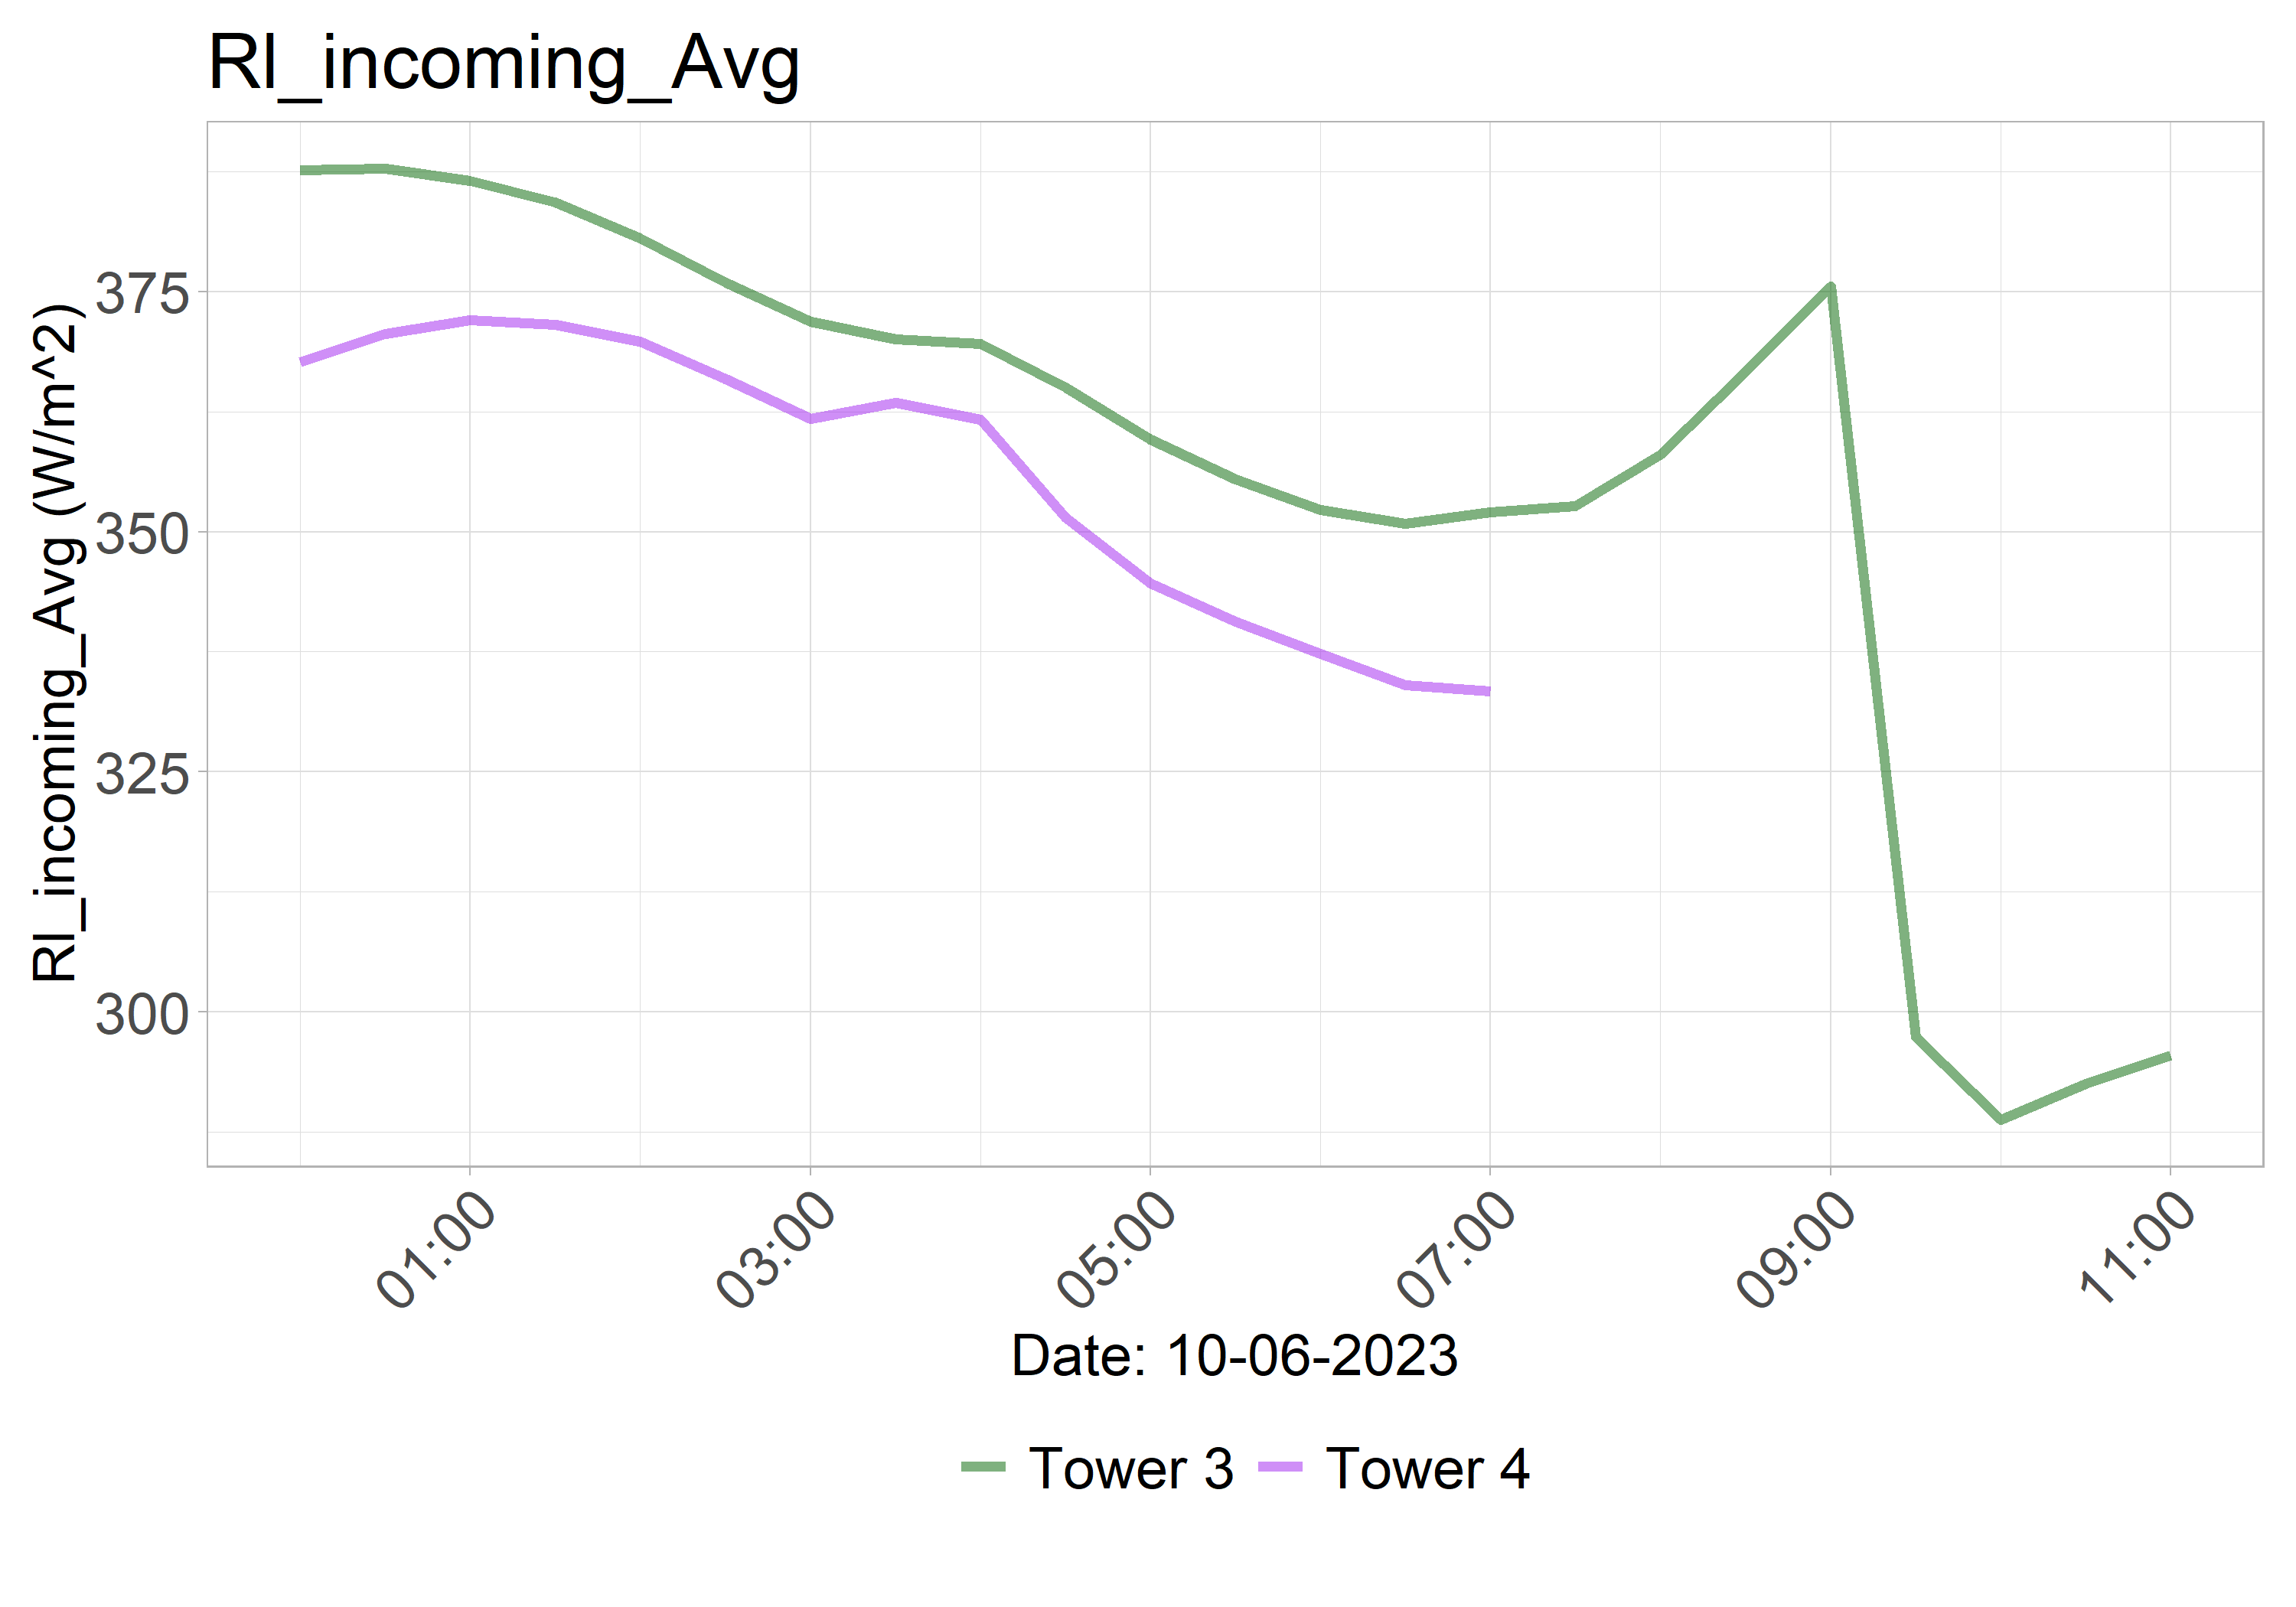 Rl_incoming_Avg
Rl_incoming_Avg (W/m^2)
375
350
325
300
01:00
03:00
05:00
07:00
09:00
11:00
Date: 10-06-2023
Tower 3
Tower 4